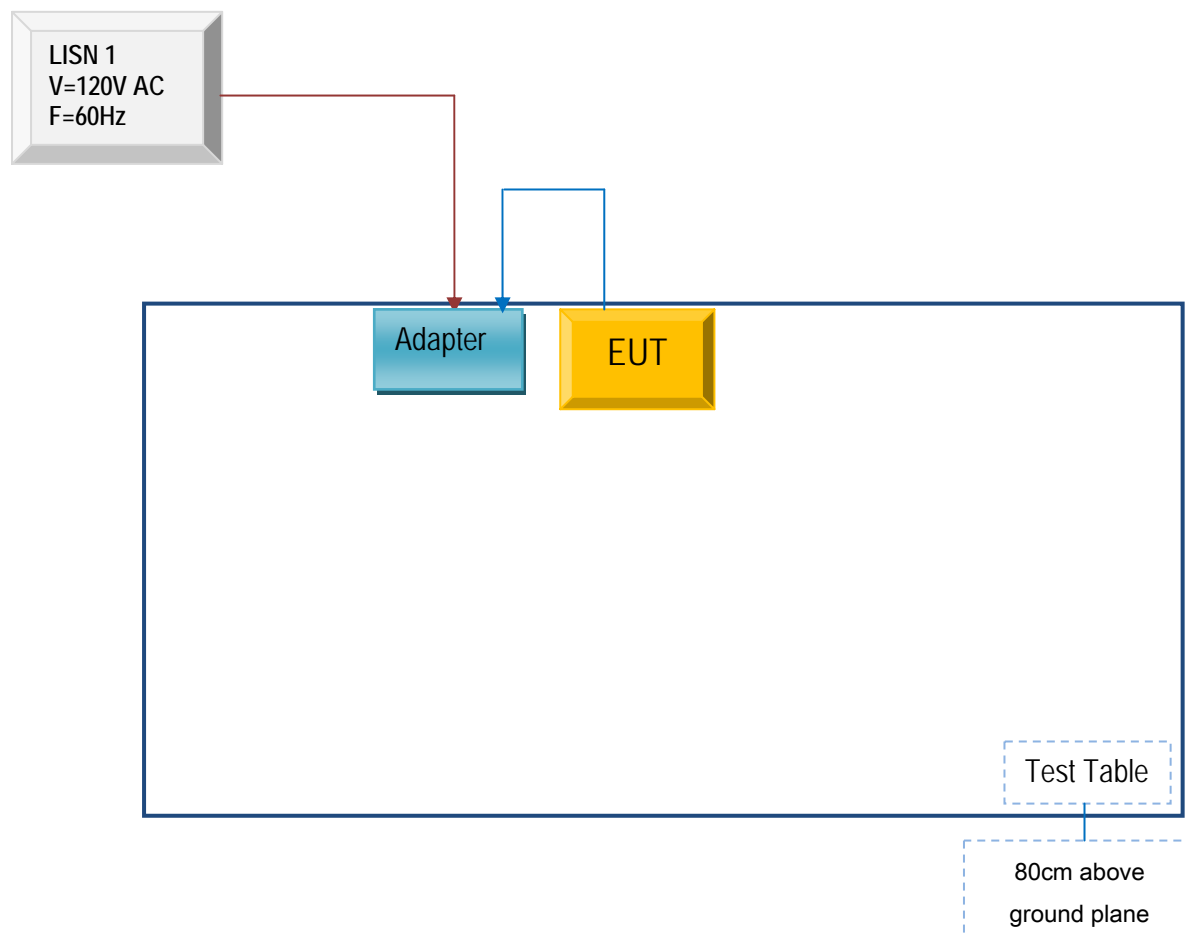 LISN 1
V=120V AC
F=60Hz
Adapter
EUT
Test Table
80cm above
ground plane